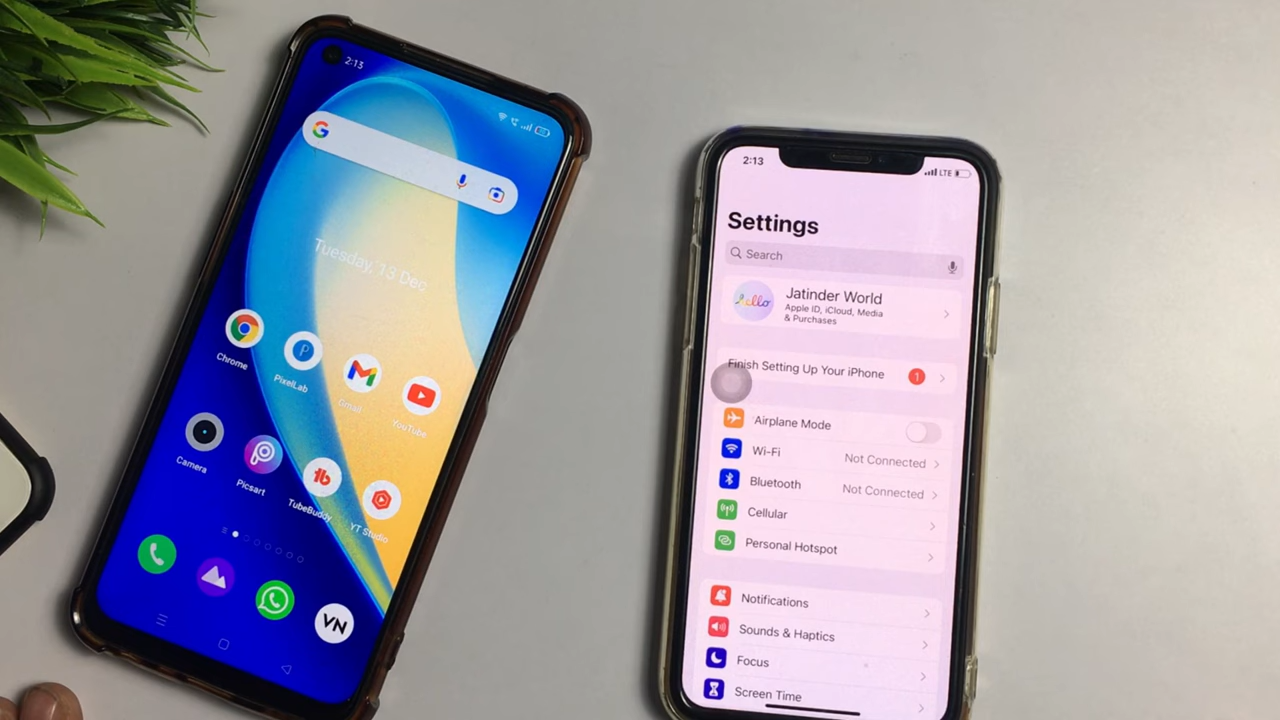 2:13
Tuesday, 13 Dec
Chrome
PixelLab
Gmail
YouTube
Camera
Picsart
TubeBuddy
YT Studio
VN
2:13
LTE
Settings
Search
hello
Jatinder World
Apple ID, iCloud, Media
& Purchases
Finish Setting Up Your iPhone
1
Airplane Mode
Wi-Fi
Not Connected
Bluetooth
Not Connected
Cellular
Personal Hotspot
Notifications
Sounds & Haptics
Focus
Screen Time